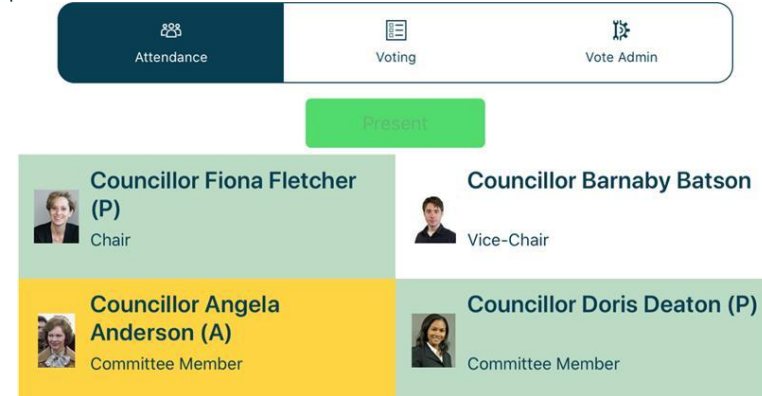 Attendance
Voting
Vote Admin
Present
Councillor Fiona Fletcher
(P)
Chair
Councillor Barnaby Batson
Vice-Chair
Councillor Angela
Anderson (A)
Committee Member
Councillor Doris Deaton (P)
Committee Member